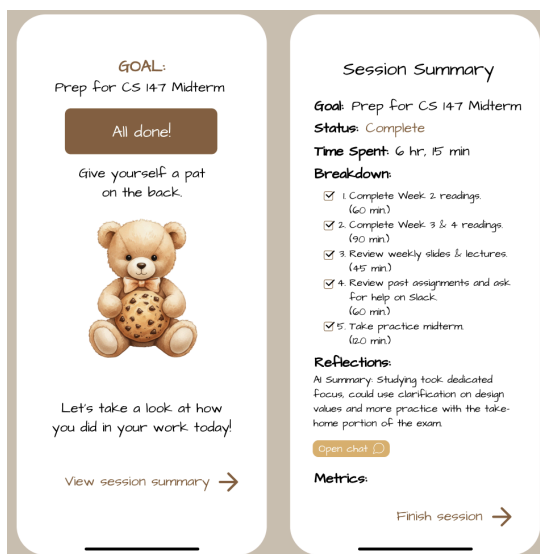 GOAL:
Prep for CS 147 Midterm
All done!
Give yourself a pat
on the back.
Let's take a look at how
you did in your work today!
View session summary
Session Summary
Goal: Prep for CS 147 Midterm
Status: Complete
Time Spent: 6 hr, 15 min
Breakdown:
1. Complete Week 2 readings.
(60 min)
2. Complete Week 3 & 4 readings.
(90 min)
3. Review weekly slides & lectures.
(45 min)
4. Review past assignments and ask
for help on Slack.
(60 min)
5. Take practice midterm.
(120 min)
Reflections:
AI Summary: Studying took dedicated
focus, could use clarification on design
values and more practice with the take-
home portion of the exam.
Open chat
Metrics:
Finish session